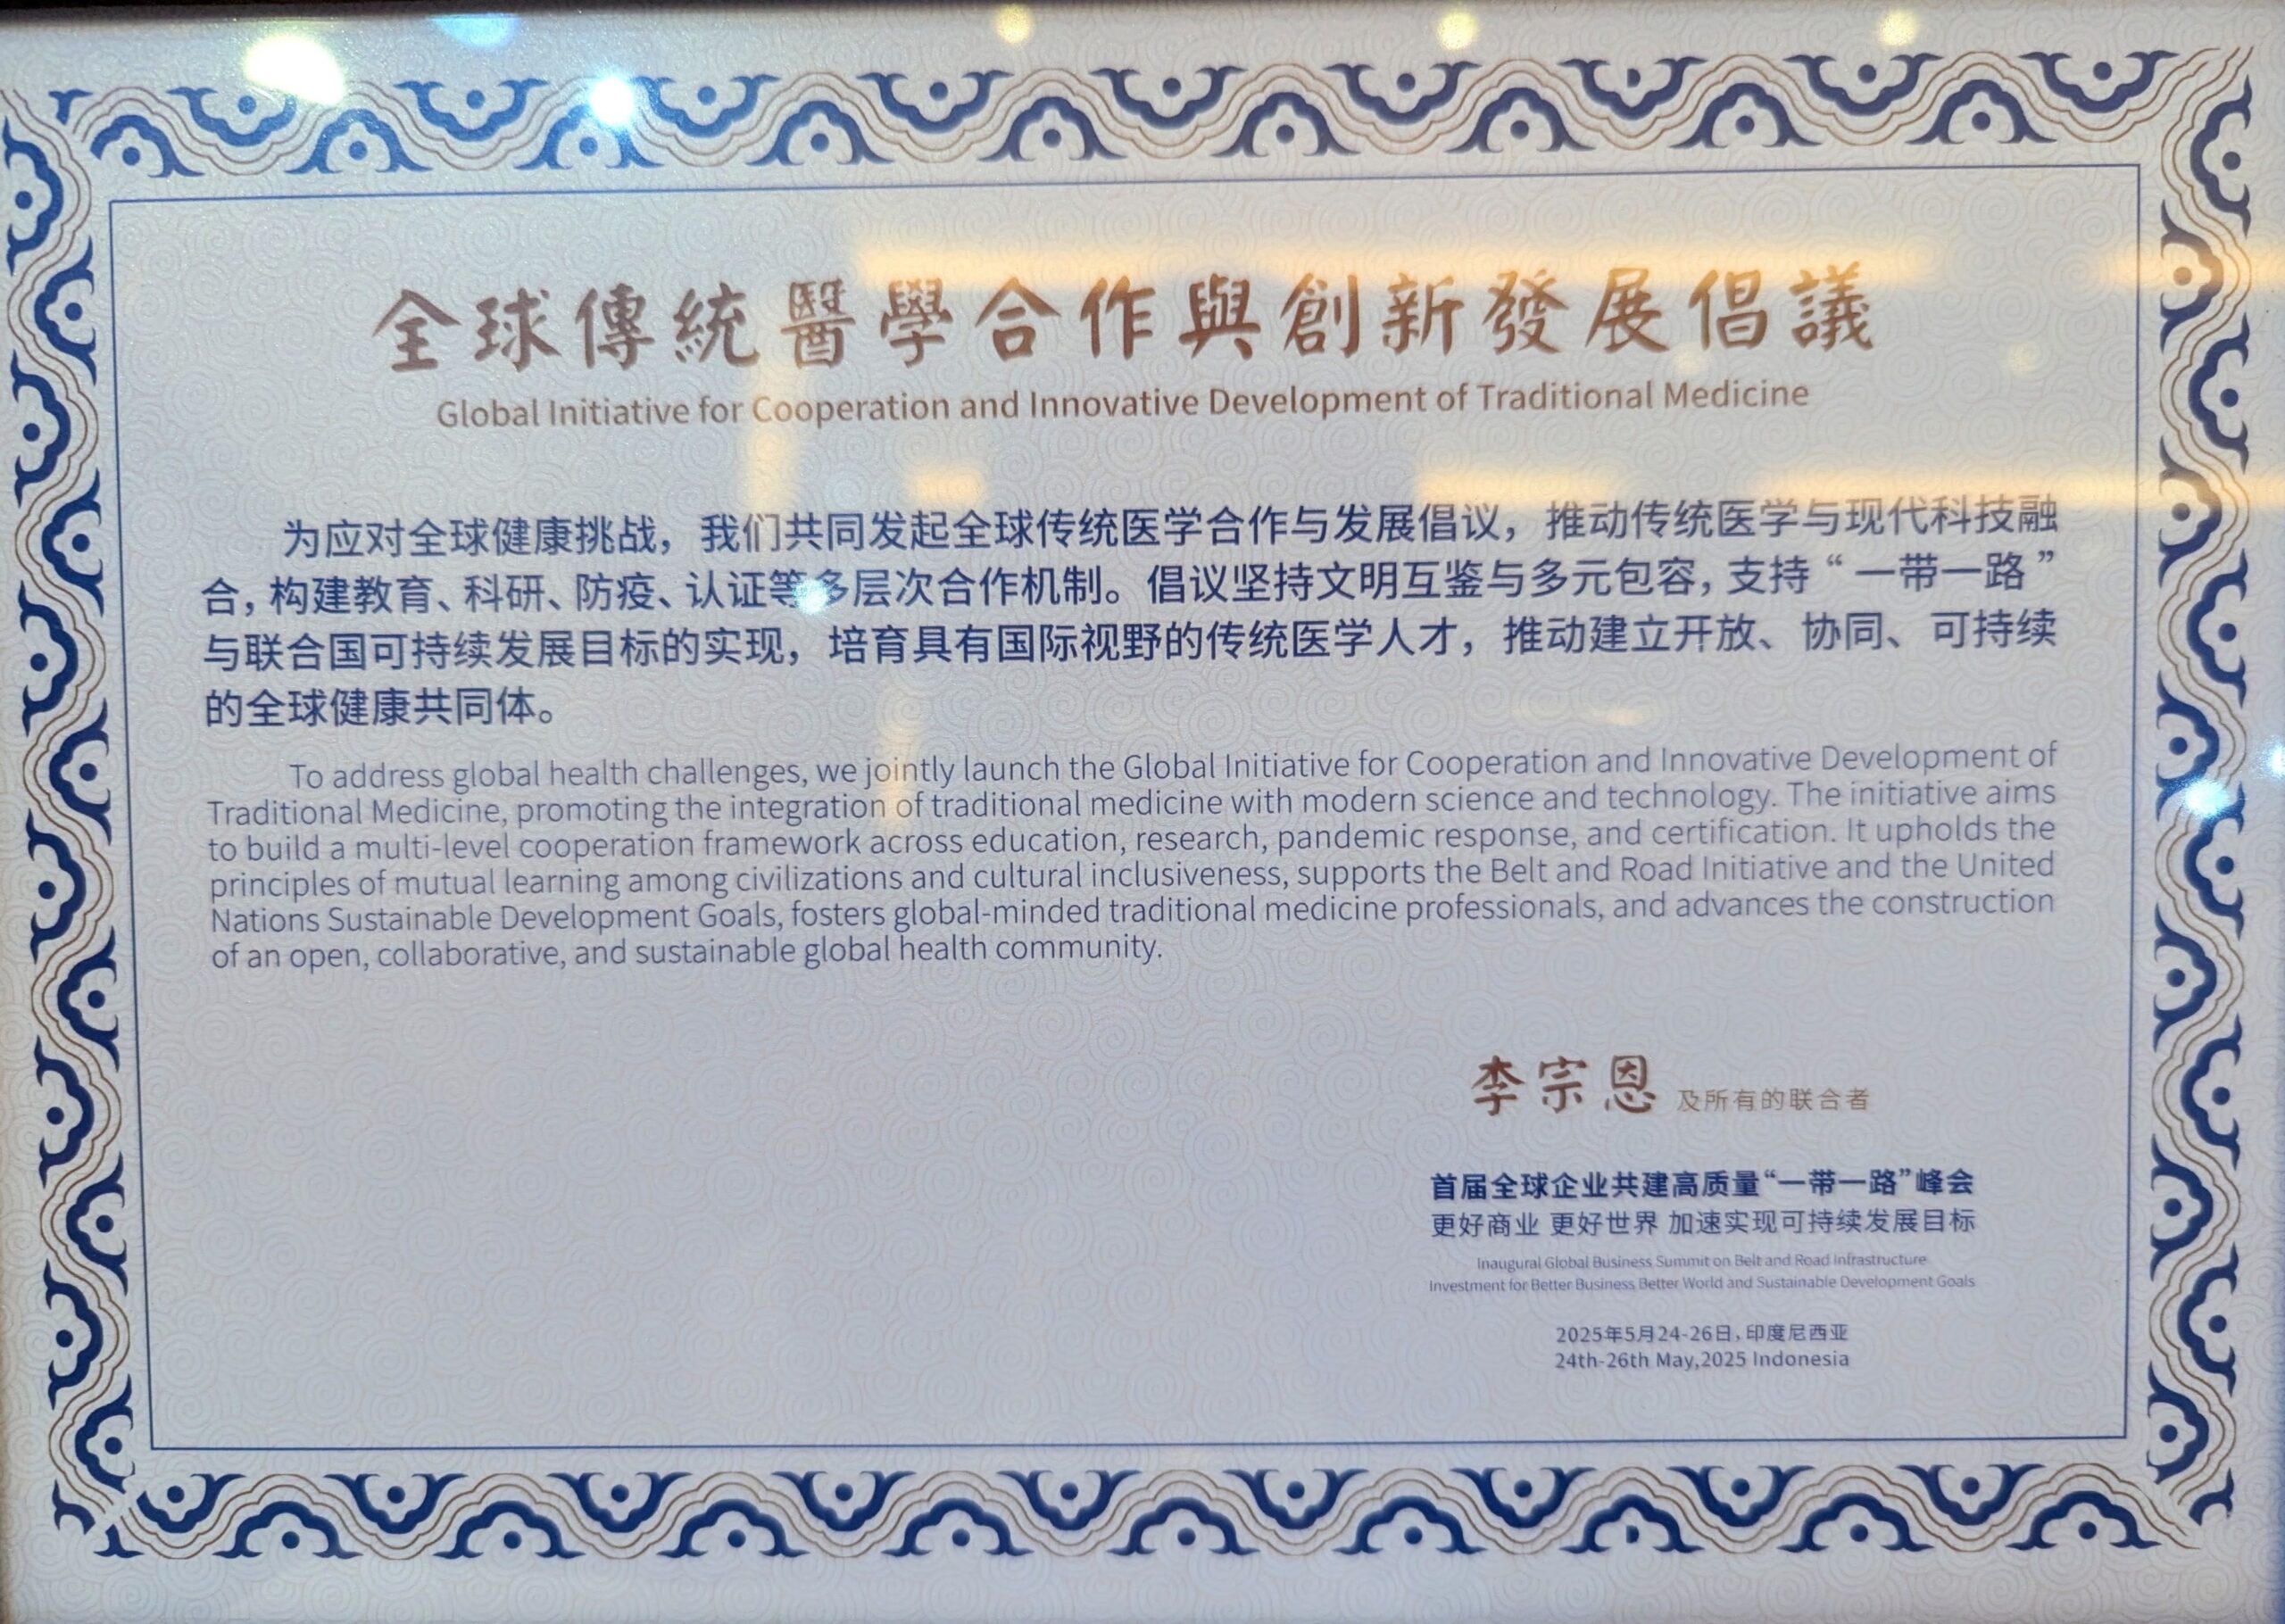 全球傳統醫學合作與創新發展倡議
Global Initiative for Cooperation and Innovative Development of Traditional Medicine
为应对全球健康挑战，我们共同发起全球传统医学合作与发展倡议，推动传统医学与现代科技融
合，构建教育、科研、防疫、认证等多层次合作机制。倡议坚持文明互鉴与多元包容，支持“一带一路”
与联合国可持续发展目标的实现，培育具有国际视野的传统医学人才，推动建立开放、协同、可持续
的全球健康共同体。
To address global health challenges, we jointly launch the Global Initiative for Cooperation and Innovative Development of
Traditional Medicine, promoting the integration of traditional medicine with modern science and technology. The initiative aims
to build a multi-level cooperation framework across education, research, pandemic response, and certification. It upholds the
principles of mutual learning among civilizations and cultural inclusiveness, supports the Belt and Road Initiative and the United
Nations Sustainable Development Goals, fosters global-minded traditional medicine professionals, and advances the construction
of an open, collaborative, and sustainable global health community.
李宗恩 及所有的联合者
首届全球企业共建高质量“一带一路”峰会
更好商业 更好世界 加速实现可持续发展目标
Inaugural Global Business Summit on Belt and Road Infrastructure
Investment for Better Business Better World and Sustainable Development Goals
2025年5月24-26日，印度尼西亚
24th-26th May,2025 Indonesia